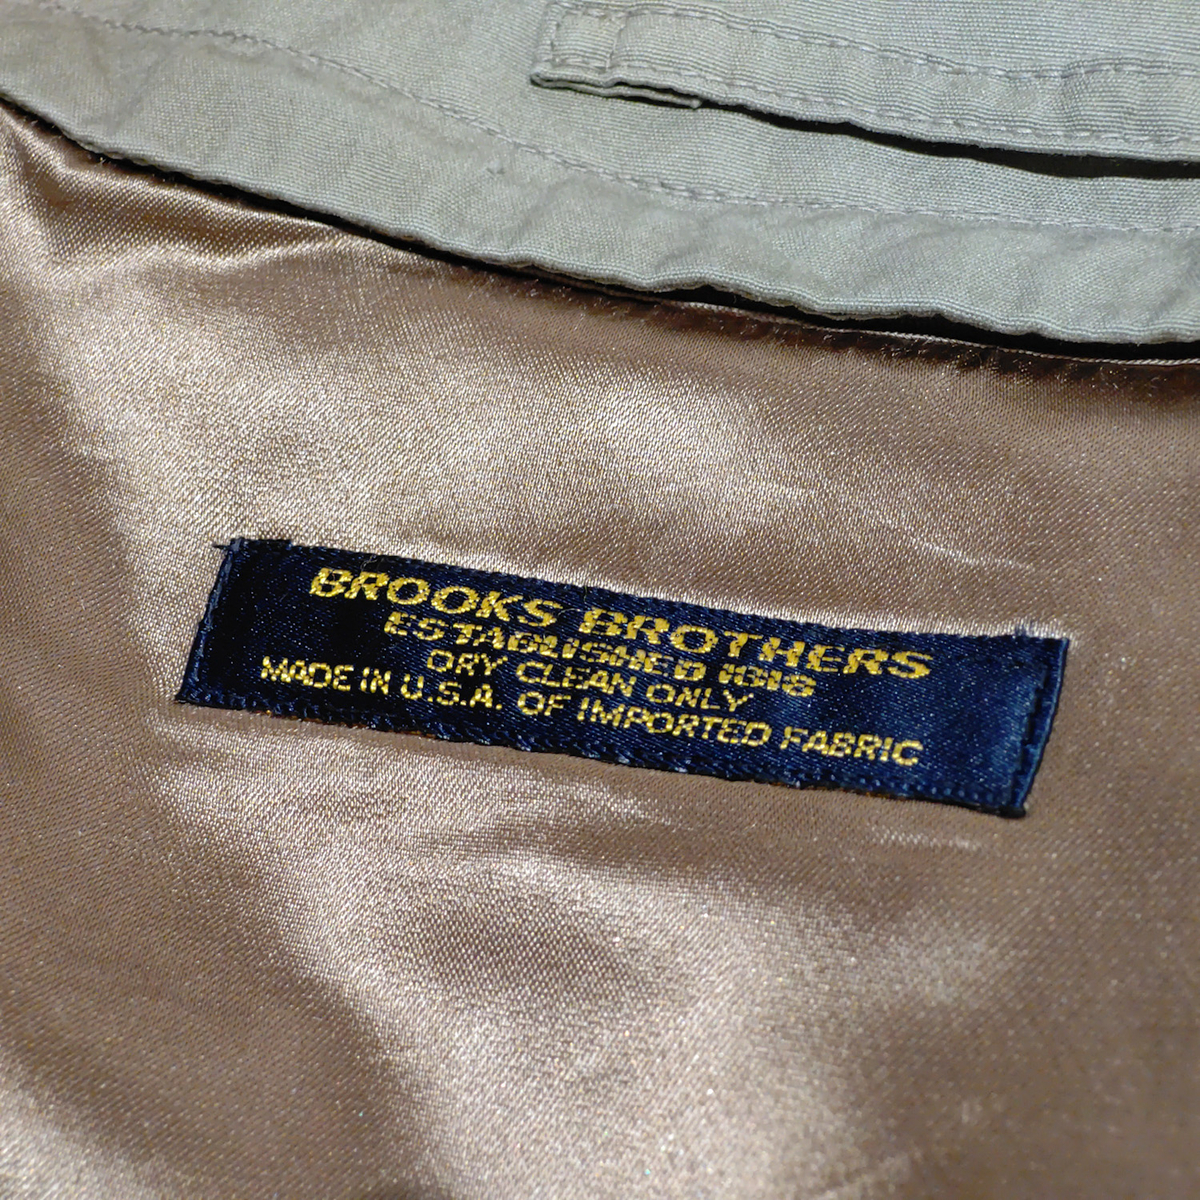 BROOKS BROTHERS
ESTABLISHED 1818
DRY CLEAN ONLY
MADE IN U.S.A. OF IMPORTED FABRIC